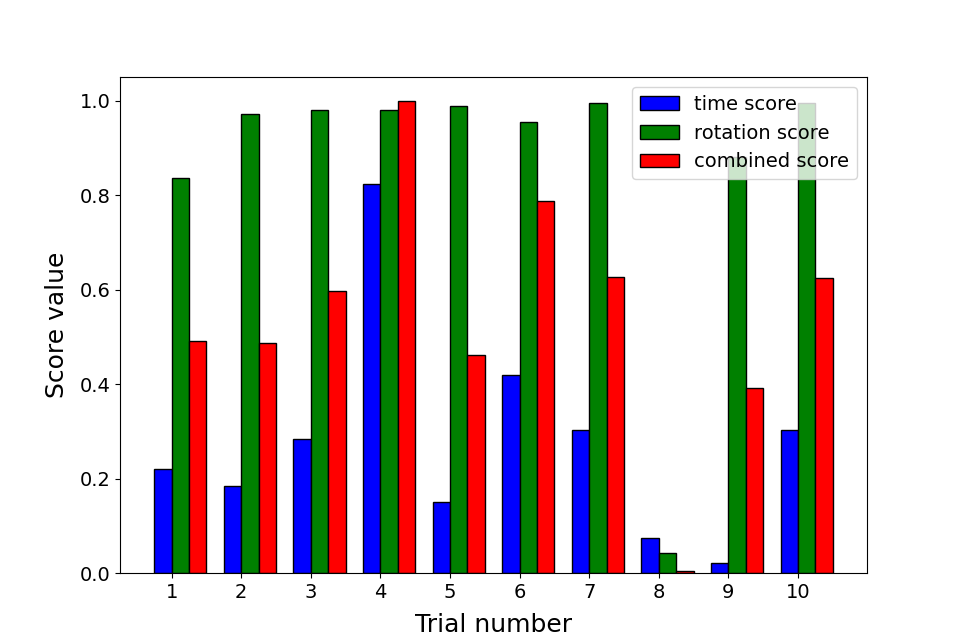 time score
rotation score
combined score
Score value
1.0
0.8
0.6
0.4
0.2
0.0
1 2 3 4 5 6 7 8 9 10
Trial number